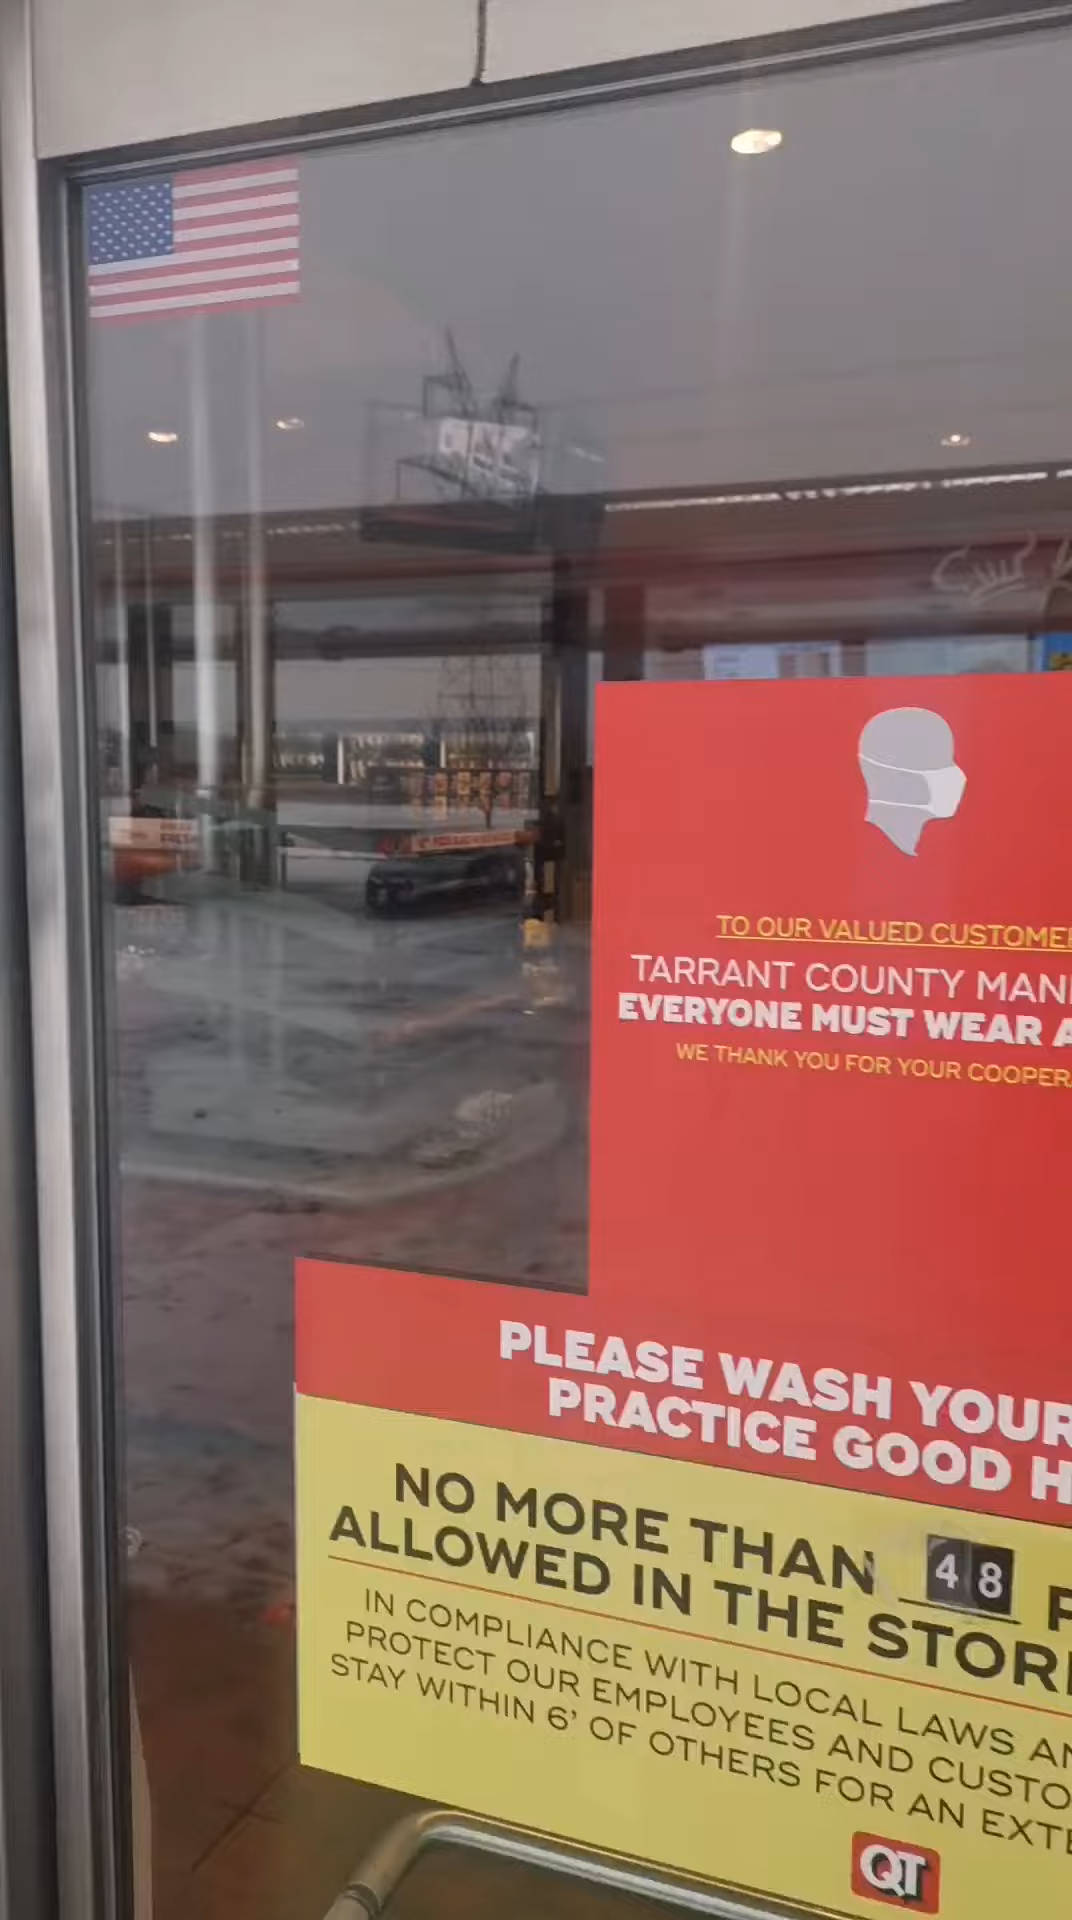 TO OUR VALUED CUSTOME
TARRANT COUNTY MAN
EVERYONE MUST WEAR A
WE THANK YOU FOR YOUR COOPER
PLEASE WASH YOUR
PRACTICE GOOD H
NO MORE THAN 48 P
ALLOWED IN THE STOR
IN COMPLIANCE WITH LOCAL LAWS AN
PROTECT OUR EMPLOYEES AND CUSTO
STAY WITHIN 6' OF OTHERS FOR AN EXTE
QT